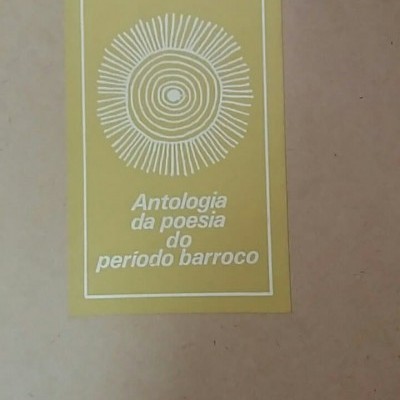 Antologia
da poesia
do
período barroco